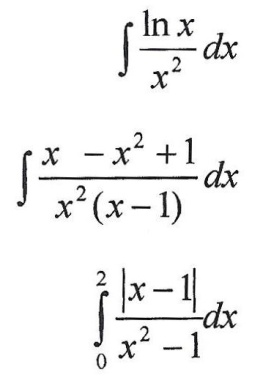 ∫ ln x / x² dx
∫ (x − x² + 1) / (x² (x − 1)) dx
∫₀² |x − 1| / (x² − 1) dx